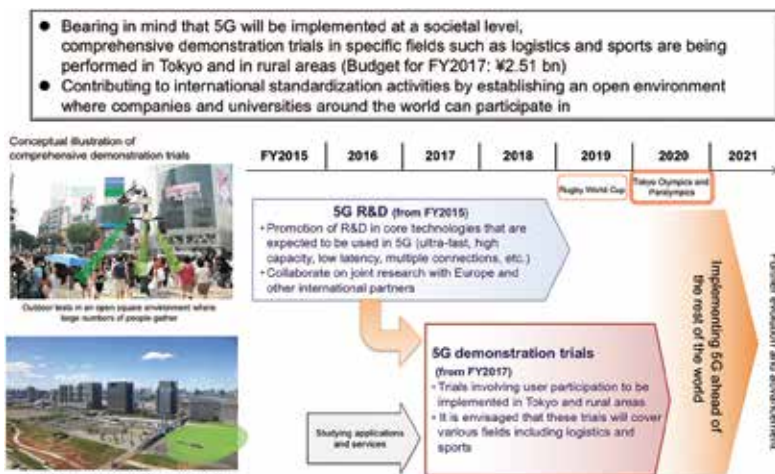 ● Bearing in mind that 5G will be implemented at a societal level,
comprehensive demonstration trials in specific fields such as logistics and sports are being
performed in Tokyo and in rural areas (Budget for FY2017: ¥2.51 bn)
● Contributing to international standardization activities by establishing an open environment
where companies and universities around the world can participate in
Conceptual illustration of
comprehensive demonstration trials
FY2015 2016 2017 2018 2019 2020 2021
Rugby World Cup
Tokyo Olympics and
Paralympics
5G R&D (from FY2015)
・Promotion of R&D in core technologies that are
expected to be used in 5G (ultra-fast, high
capacity, low latency, multiple connections, etc.)
・Collaborate on joint research with Europe and
other international partners
Outdoor tests in an open square environment where
large numbers of people gather
5G demonstration trials
(from FY2017)
・Trials involving user participation to be
implemented in Tokyo and rural areas
・It is envisaged that these trials will cover
various fields including logistics and
sports
Studying applications
and services
Implementing 5G ahead of
the rest of the world
evolution and